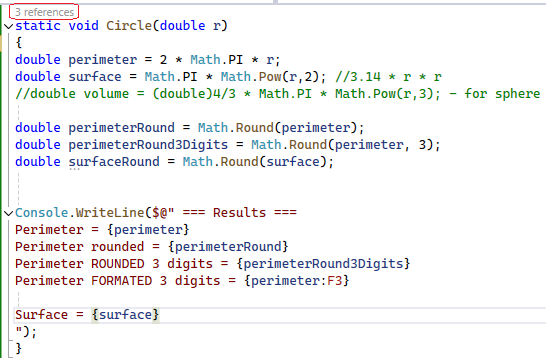 3 references
static void Circle(double r)
{
double perimeter = 2 * Math.PI * r;
double surface = Math.PI * Math.Pow(r,2); //3.14 * r * r
//double volume = (double)4/3 * Math.PI * Math.Pow(r,3); - for sphere
double perimeterRound = Math.Round(perimeter);
double perimeterRound3Digits = Math.Round(perimeter, 3);
double surfaceRound = Math.Round(surface);
Console.WriteLine($@" === Results ===
Perimeter = {perimeter}
Perimeter rounded = {perimeterRound}
Perimeter ROUNDED 3 digits = {perimeterRound3Digits}
Perimeter FORMATED 3 digits = {perimeter:F3}
Surface = {surface}
");
}